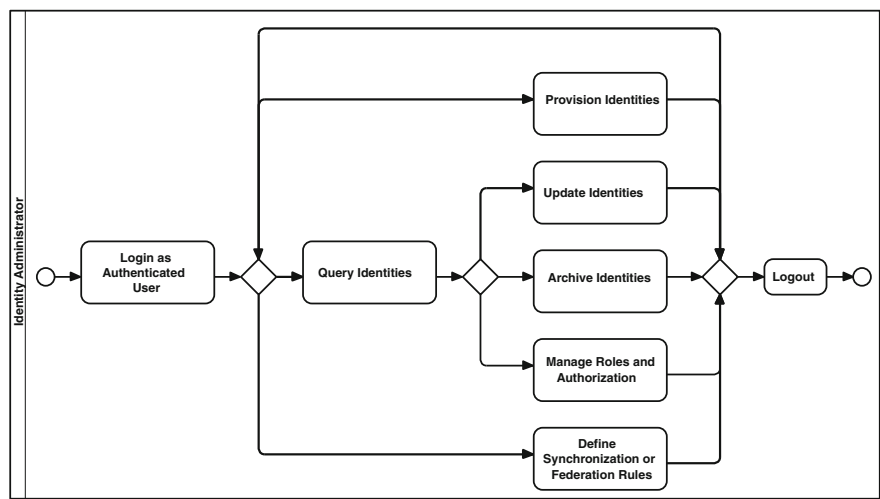 Identity Administrator
Login as
Authenticated
User
Query Identities
Provision Identities
Update Identities
Archive Identities
Manage Roles and
Authorization
Define
Synchronization or
Federation Rules
Logout